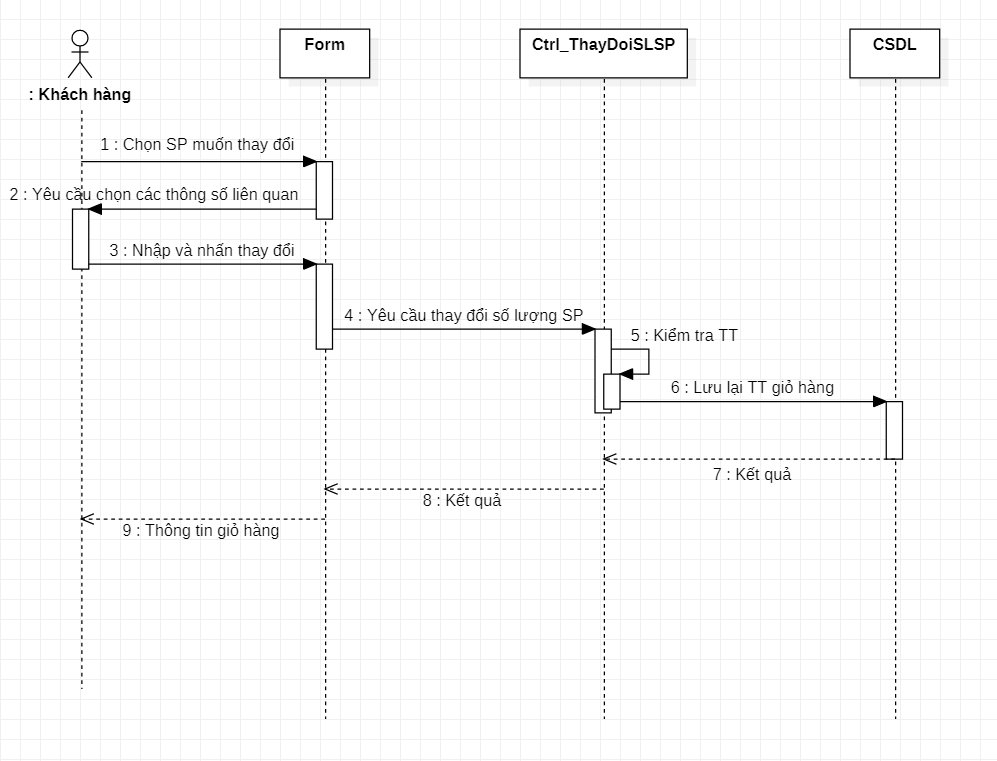 Form
Ctrl_ThayDoiSLSP
CSDL
: Khách hàng
1 : Chọn SP muốn thay đổi
2 : Yêu cầu chọn các thông số liên quan
3 : Nhập và nhấn thay đổi
4 : Yêu cầu thay đổi số lượng SP
5 : Kiểm tra TT
6 : Lưu lại TT giỏ hàng
7 : Kết quả
8 : Kết quả
9 : Thông tin giỏ hàng